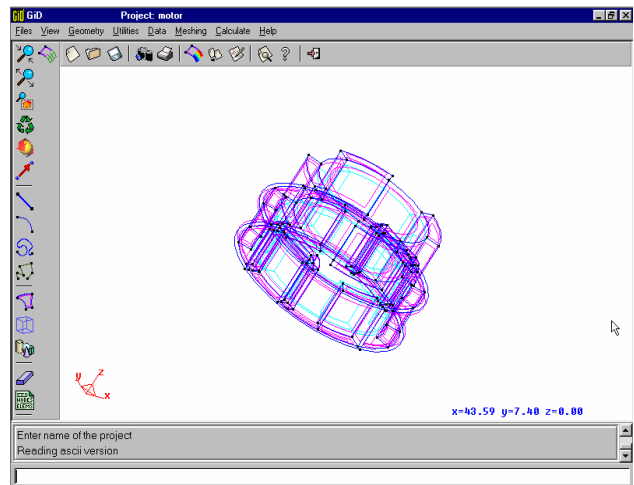 GiD GiD Project: motor
Files View Geometry Utilities Data Meshing Calculate Help
y z
x
x=43.59 y=7.40 z=0.00
Enter name of the project
Reading ascii version